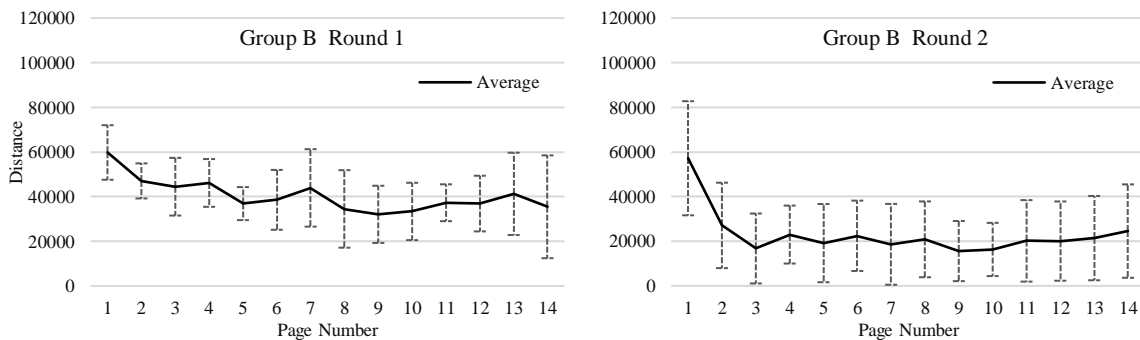 Group B Round 1
Average
Distance
120000
100000
80000
60000
40000
20000
0
1 2 3 4 5 6 7 8 9 10 11 12 13 14
Page Number
Group B Round 2
Average
120000
100000
80000
60000
40000
20000
0
1 2 3 4 5 6 7 8 9 10 11 12 13 14
Page Number